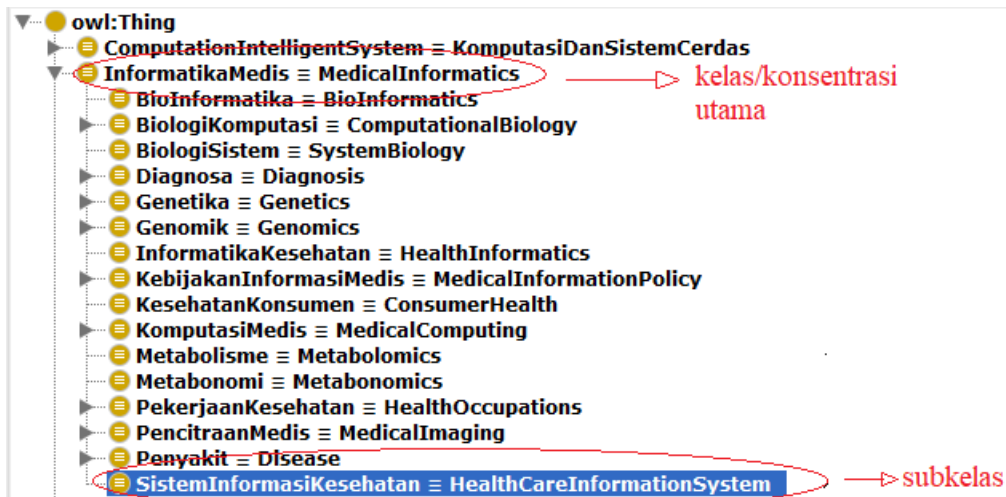 owl:Thing
ComputationIntelligentSystem ≡ KomputasiDanSistemCerdas
InformatikaMedis ≡ MedicalInformatics
kelas/konsentrasi
utama
BioInformatika ≡ BioInformatics
BiologiKomputasi ≡ ComputationalBiology
BiologiSistem ≡ SystemBiology
Diagnosa ≡ Diagnosis
Genetika ≡ Genetics
Genomik ≡ Genomics
InformatikaKesehatan ≡ HealthInformatics
KebijakanInformasiMedis ≡ MedicalInformationPolicy
KesehatanKonsumen ≡ ConsumerHealth
KomputasiMedis ≡ MedicalComputing
Metabolisme ≡ Metabolomics
Metabonomi ≡ Metabonomics
PekerjaanKesehatan ≡ HealthOccupations
PencitraanMedis ≡ MedicalImaging
Penyakit ≡ Disease
SistemInformasiKesehatan ≡ HealthCareInformationSystem
subkelas